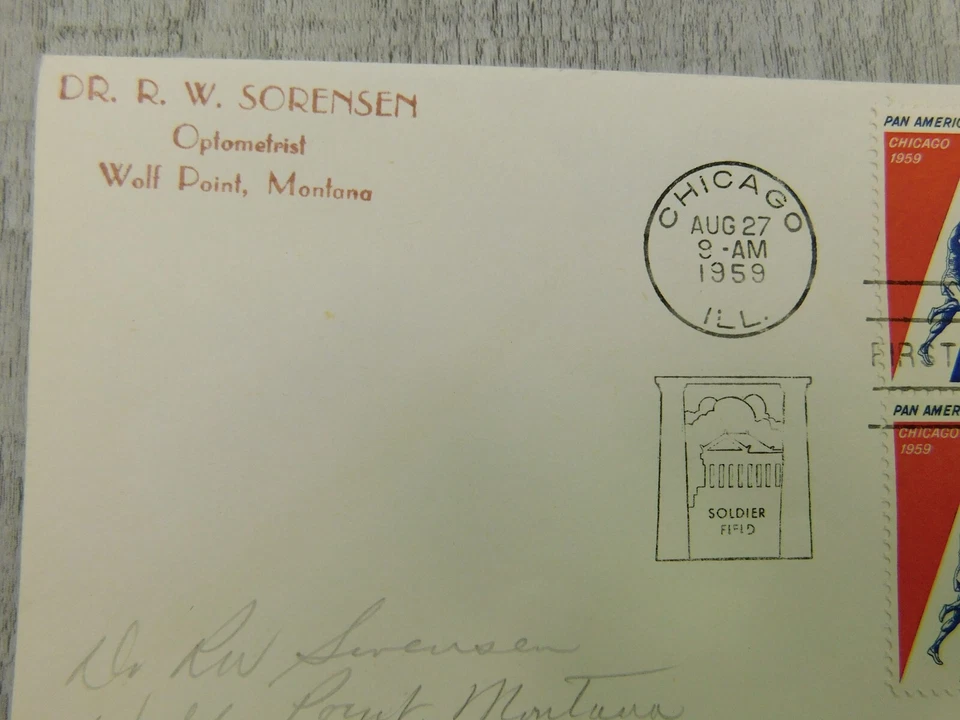 DR. R. W. SORENSEN
Optometrist
Wolf Point, Montana
CHICAGO
AUG 27
9-AM
1959
ILL.
SOLDIER
FIELD
PAN AMERIC
CHICAGO
1959
FIRST
PAN AMER
CHICAGO
1959
Dr RW Sorensen
Wolf Point Montana